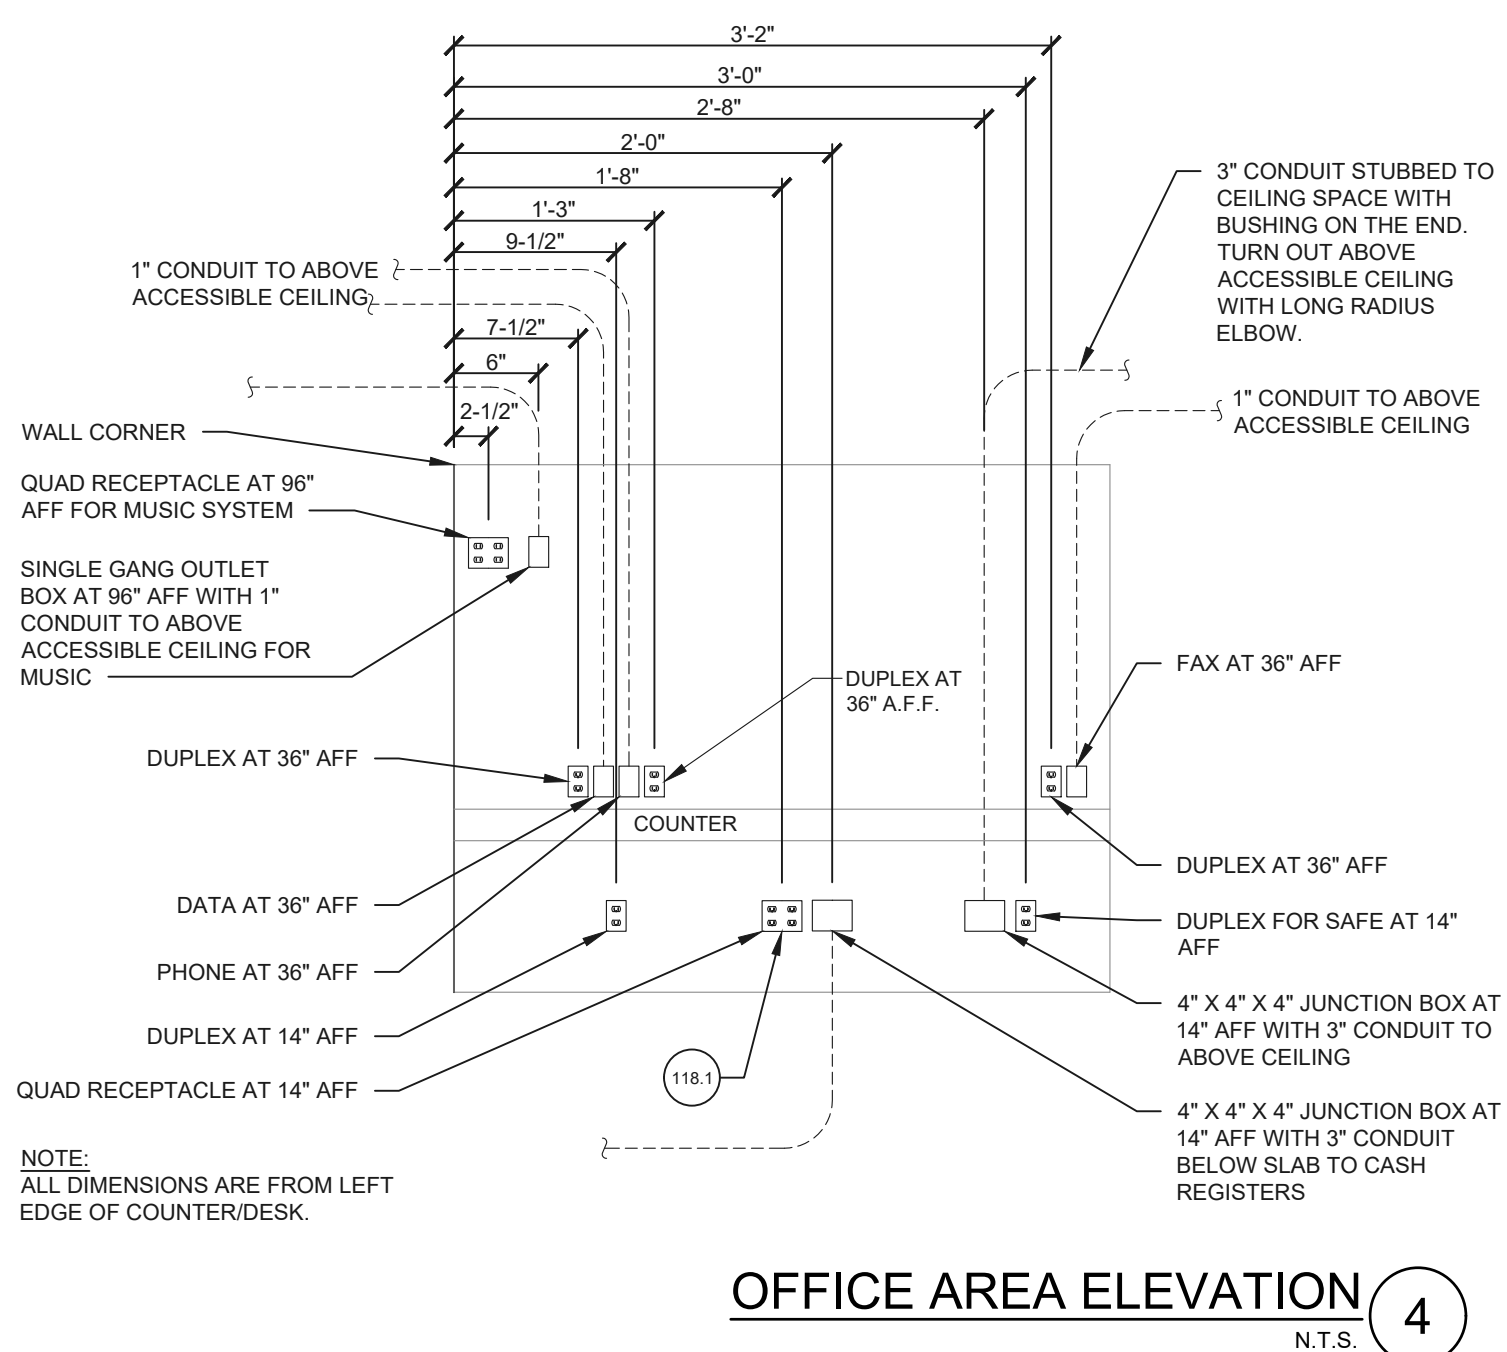 3'-2"
3'-0"
2'-8"
2'-0"
1'-8"
1'-3"
9-1/2"
7-1/2"
6"
2-1/2"
1" CONDUIT TO ABOVE
ACCESSIBLE CEILING
WALL CORNER
QUAD RECEPTACLE AT 96"
AFF FOR MUSIC SYSTEM
SINGLE GANG OUTLET
BOX AT 96" AFF WITH 1"
CONDUIT TO ABOVE
ACCESSIBLE CEILING FOR
MUSIC
DUPLEX AT 36" AFF
DATA AT 36" AFF
PHONE AT 36" AFF
DUPLEX AT 14" AFF
QUAD RECEPTACLE AT 14" AFF
DUPLEX AT
36" A.F.F.
COUNTER
118.1
3" CONDUIT STUBBED TO
CEILING SPACE WITH
BUSHING ON THE END.
TURN OUT ABOVE
ACCESSIBLE CEILING
WITH LONG RADIUS
ELBOW.
1" CONDUIT TO ABOVE
ACCESSIBLE CEILING
FAX AT 36" AFF
DUPLEX AT 36" AFF
DUPLEX FOR SAFE AT 14"
AFF
4" X 4" X 4" JUNCTION BOX AT
14" AFF WITH 3" CONDUIT TO
ABOVE CEILING
4" X 4" X 4" JUNCTION BOX AT
14" AFF WITH 3" CONDUIT
BELOW SLAB TO CASH
REGISTERS
NOTE:
ALL DIMENSIONS ARE FROM LEFT
EDGE OF COUNTER/DESK.
OFFICE AREA ELEVATION
4
N.T.S.